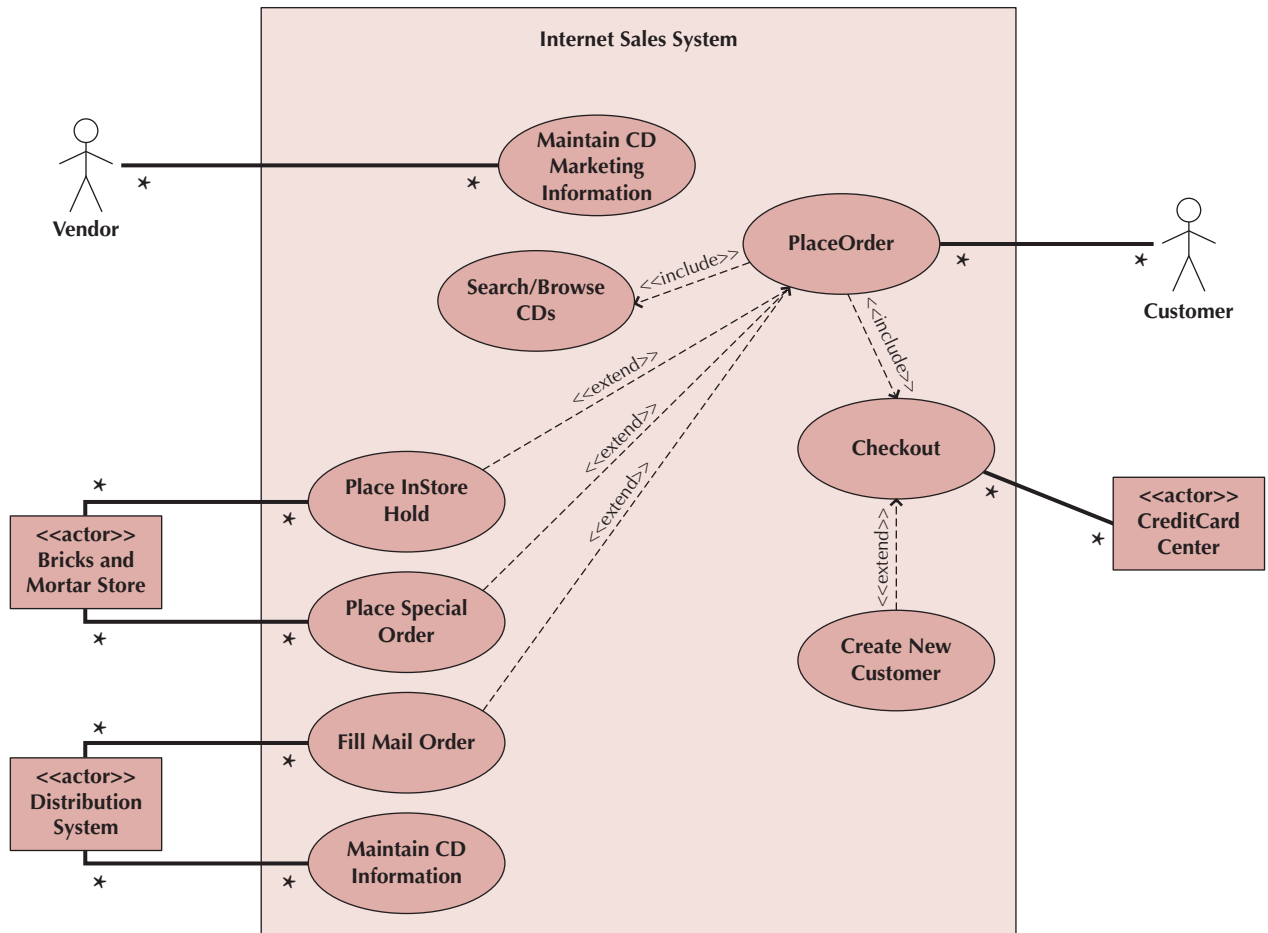 Internet Sales System
Maintain CD
Marketing
Information
*
*
Vendor
PlaceOrder
*
*
Customer
<<include>>
Search/Browse
CDs
<<include>>
<<extend>>
<<extend>>
<<extend>>
Checkout
*
*
<<actor>>
CreditCard
Center
<<extend>>
Create New
Customer
*
Place InStore
Hold
*
<<actor>>
Bricks and
Mortar Store
*
*
Place Special
Order
*
*
Fill Mail Order
<<actor>>
Distribution
System
*
*
Maintain CD
Information